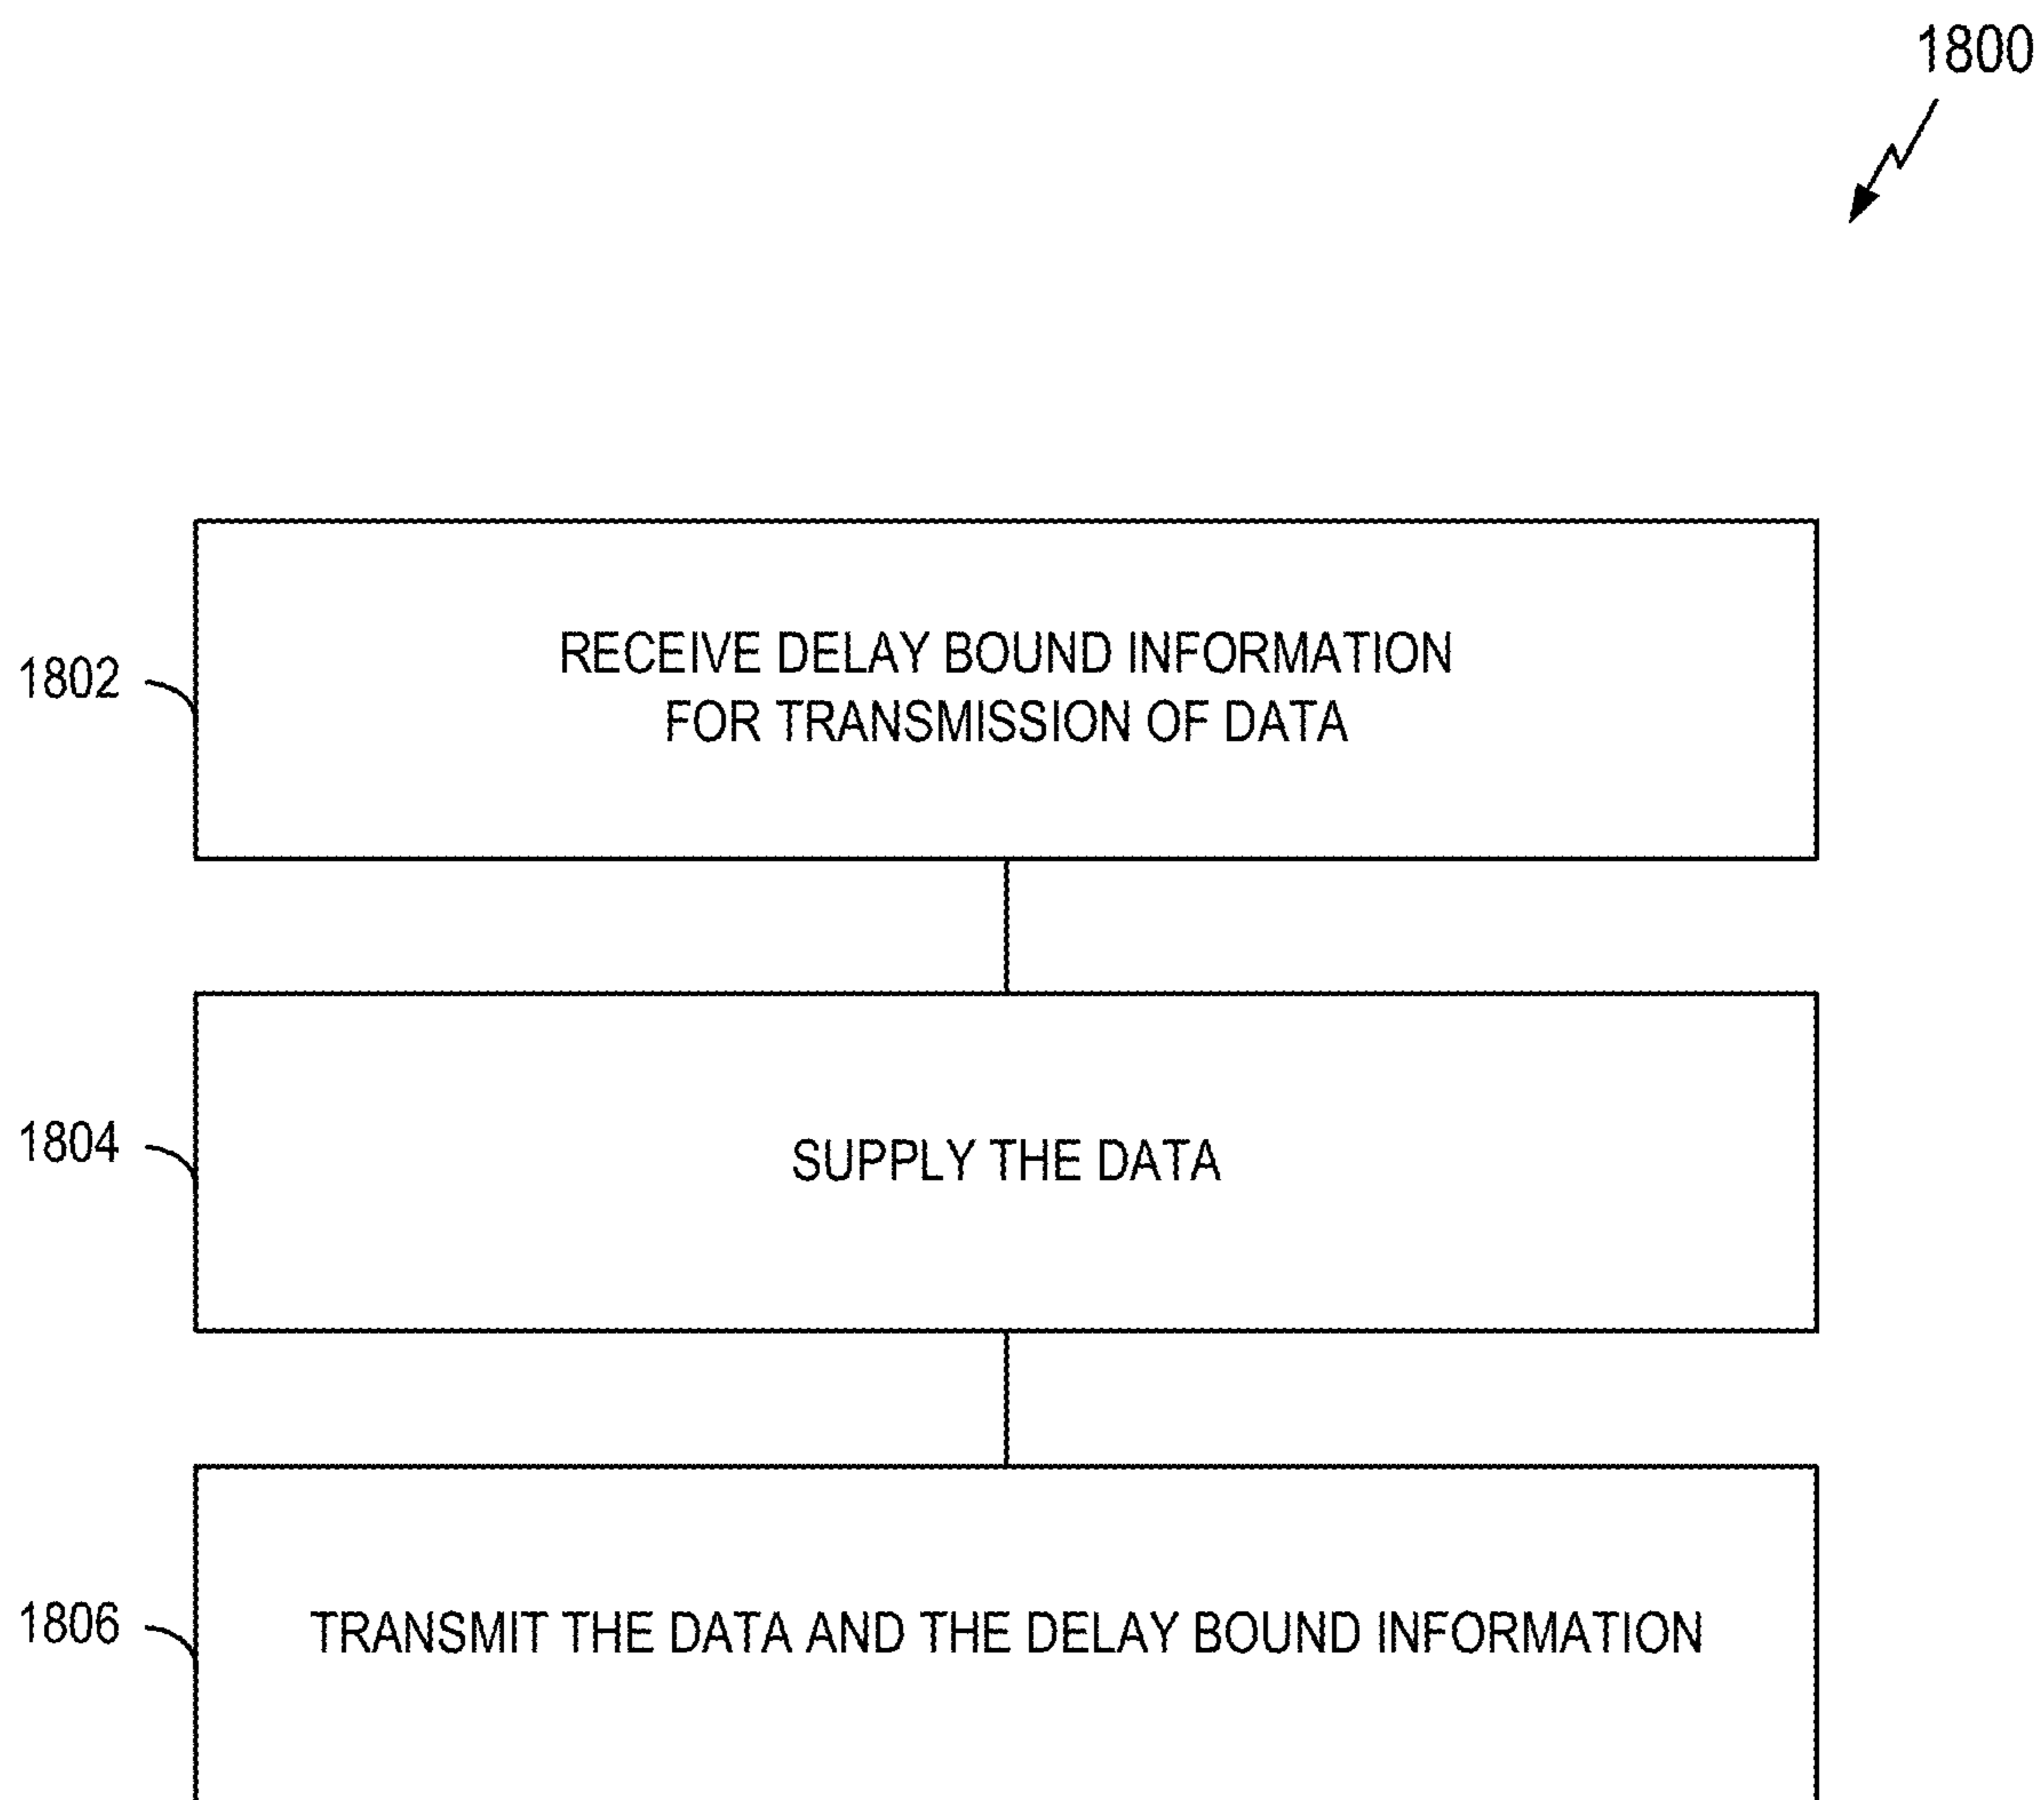 1800
1802
RECEIVE DELAY BOUND INFORMATION
FOR TRANSMISSION OF DATA
1804
SUPPLY THE DATA
1806
TRANSMIT THE DATA AND THE DELAY BOUND INFORMATION